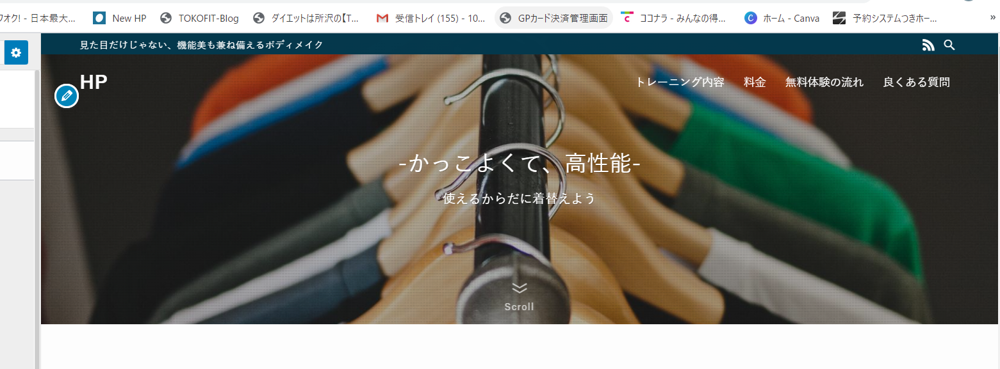 フオク! - 日本最大...
New HP
TOKOFIT-Blog
ダイエットは所沢の【T...
受信トレイ (155) - 10...
GPカード決済管理画面
ココナラ - みんなの得...
ホーム - Canva
予約システムつきホー...
»
見た目だけじゃない、機能美も兼ね備えるボディメイク
HP
トレーニング内容
料金
無料体験の流れ
良くある質問
-かっこよくて、高性能-
使えるからだに着替えよう
Scroll